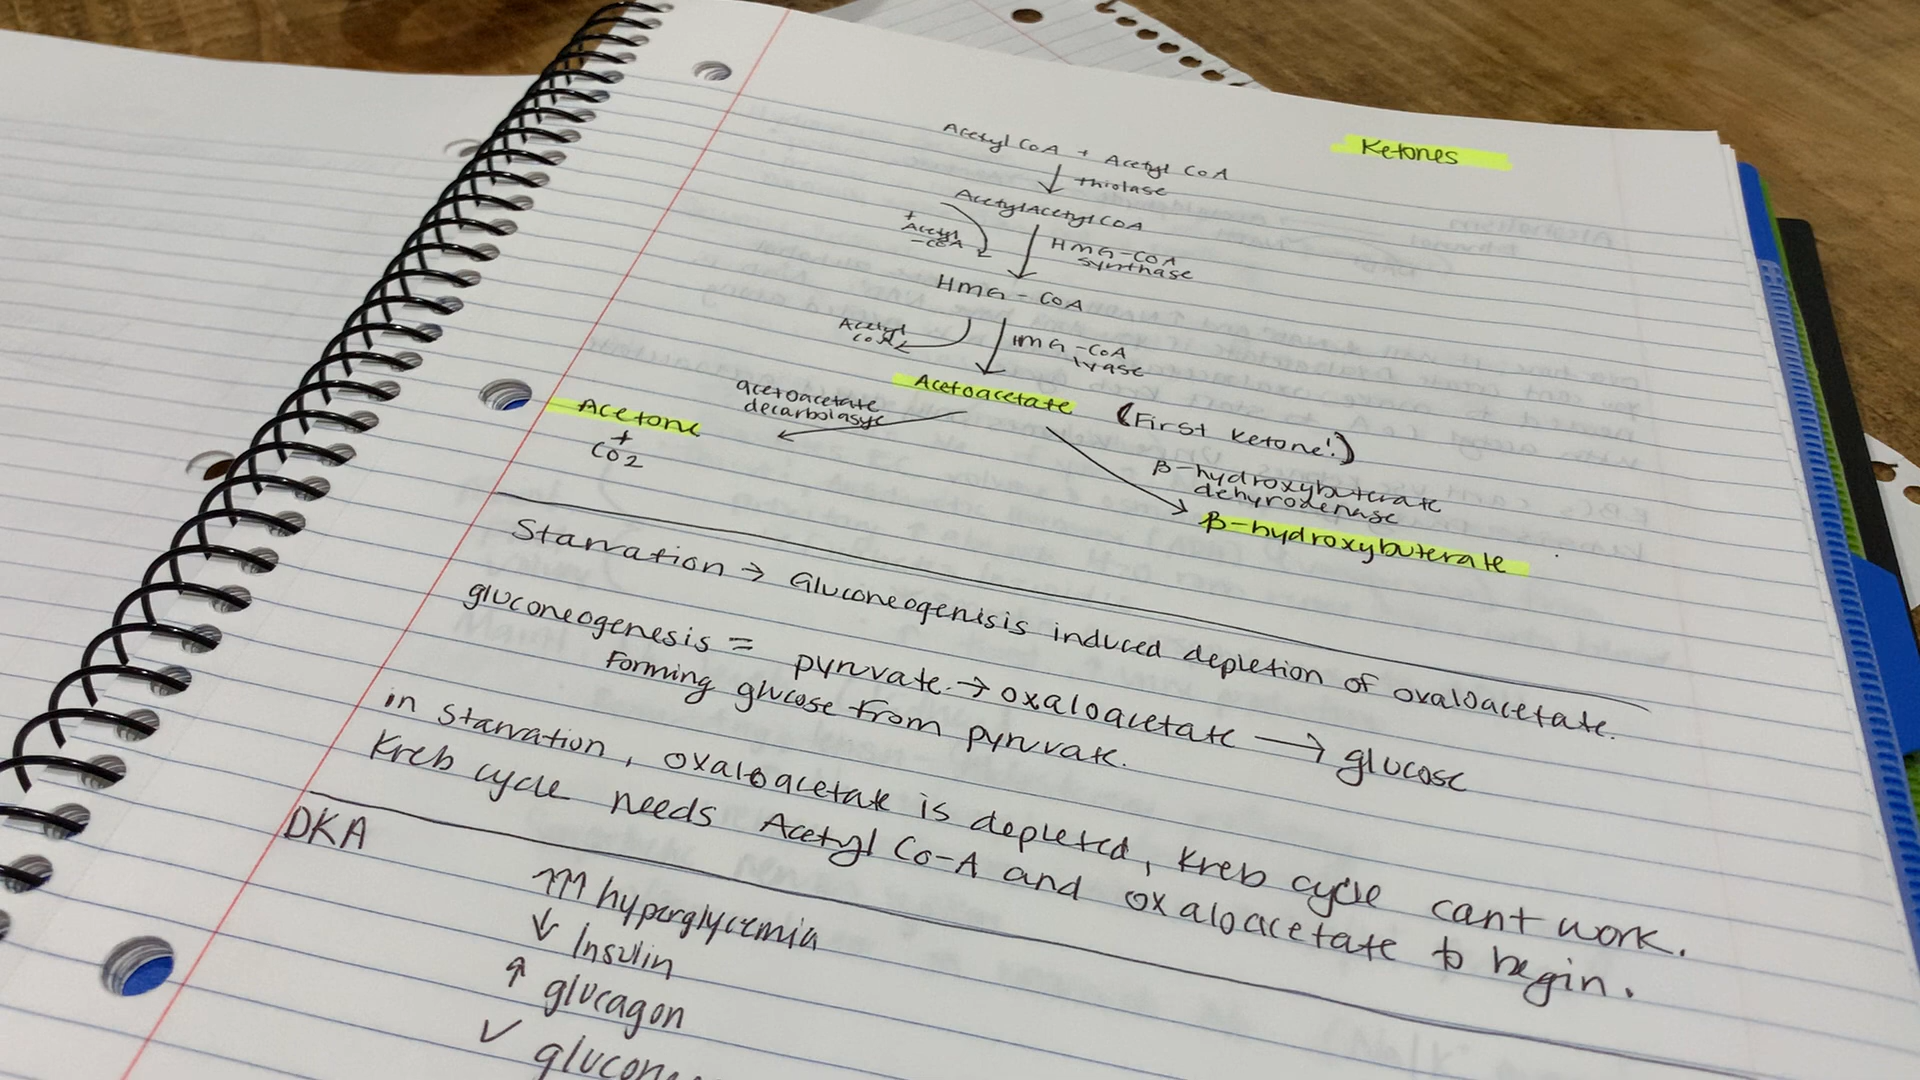 Ketones
Acetyl CoA + Acetyl CoA
↓ thiolase
AcetylAcetyl COA
+
Acetyl
-COA
HMG-COA
synthase
HMG-COA
Acetyl
COA
HMG-COA
lyase
Acetoacetate (First Ketone!)
acetoacetate
decarbolasye
Acetone
+
CO2
β-hydroxybuterate
dehyrodenase
β-hydroxybuterate
Starvation → Gluconeogenisis induced depletion of oxaloacetate.
gluconeogenesis = pyruvate → oxaloacetate → glucose
Forming glucose from pyruvate.
in starvation, oxaloacetate is depleted, Kreb cycle cant work.
Kreb cycle needs Acetyl Co-A and oxaloacetate to begin.
DKA
↑↑↑ hyperglycemia
↓ Insulin
↑ glucagon